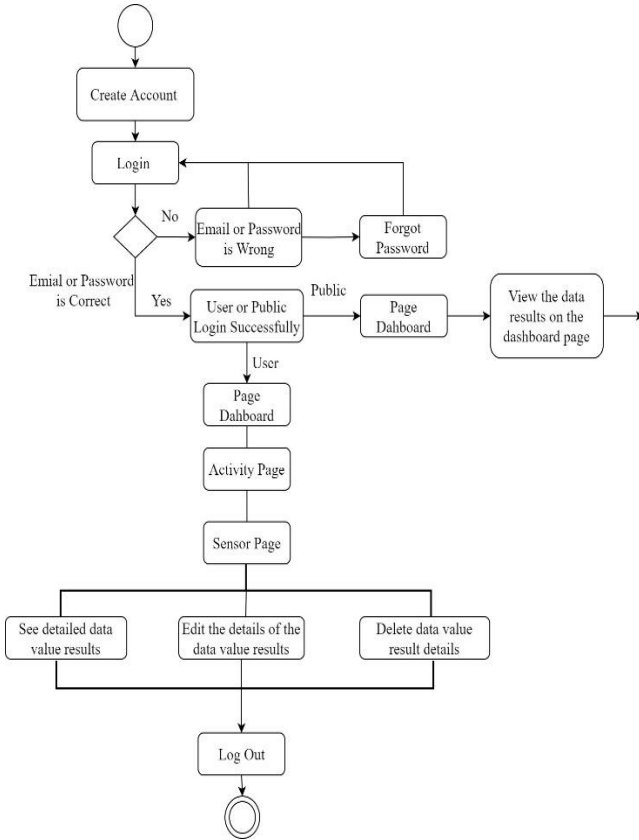 Create Account
Login
No
Email or Password
is Wrong
Forgot
Password
Emial or Password
is Correct
Yes
User or Public
Login Successfully
Public
Page
Dahboard
View the data
results on the
dashboard page
User
Page
Dahboard
Activity Page
Sensor Page
See detailed data
value results
Edit the details of the
data value results
Delete data value
result details
Log Out